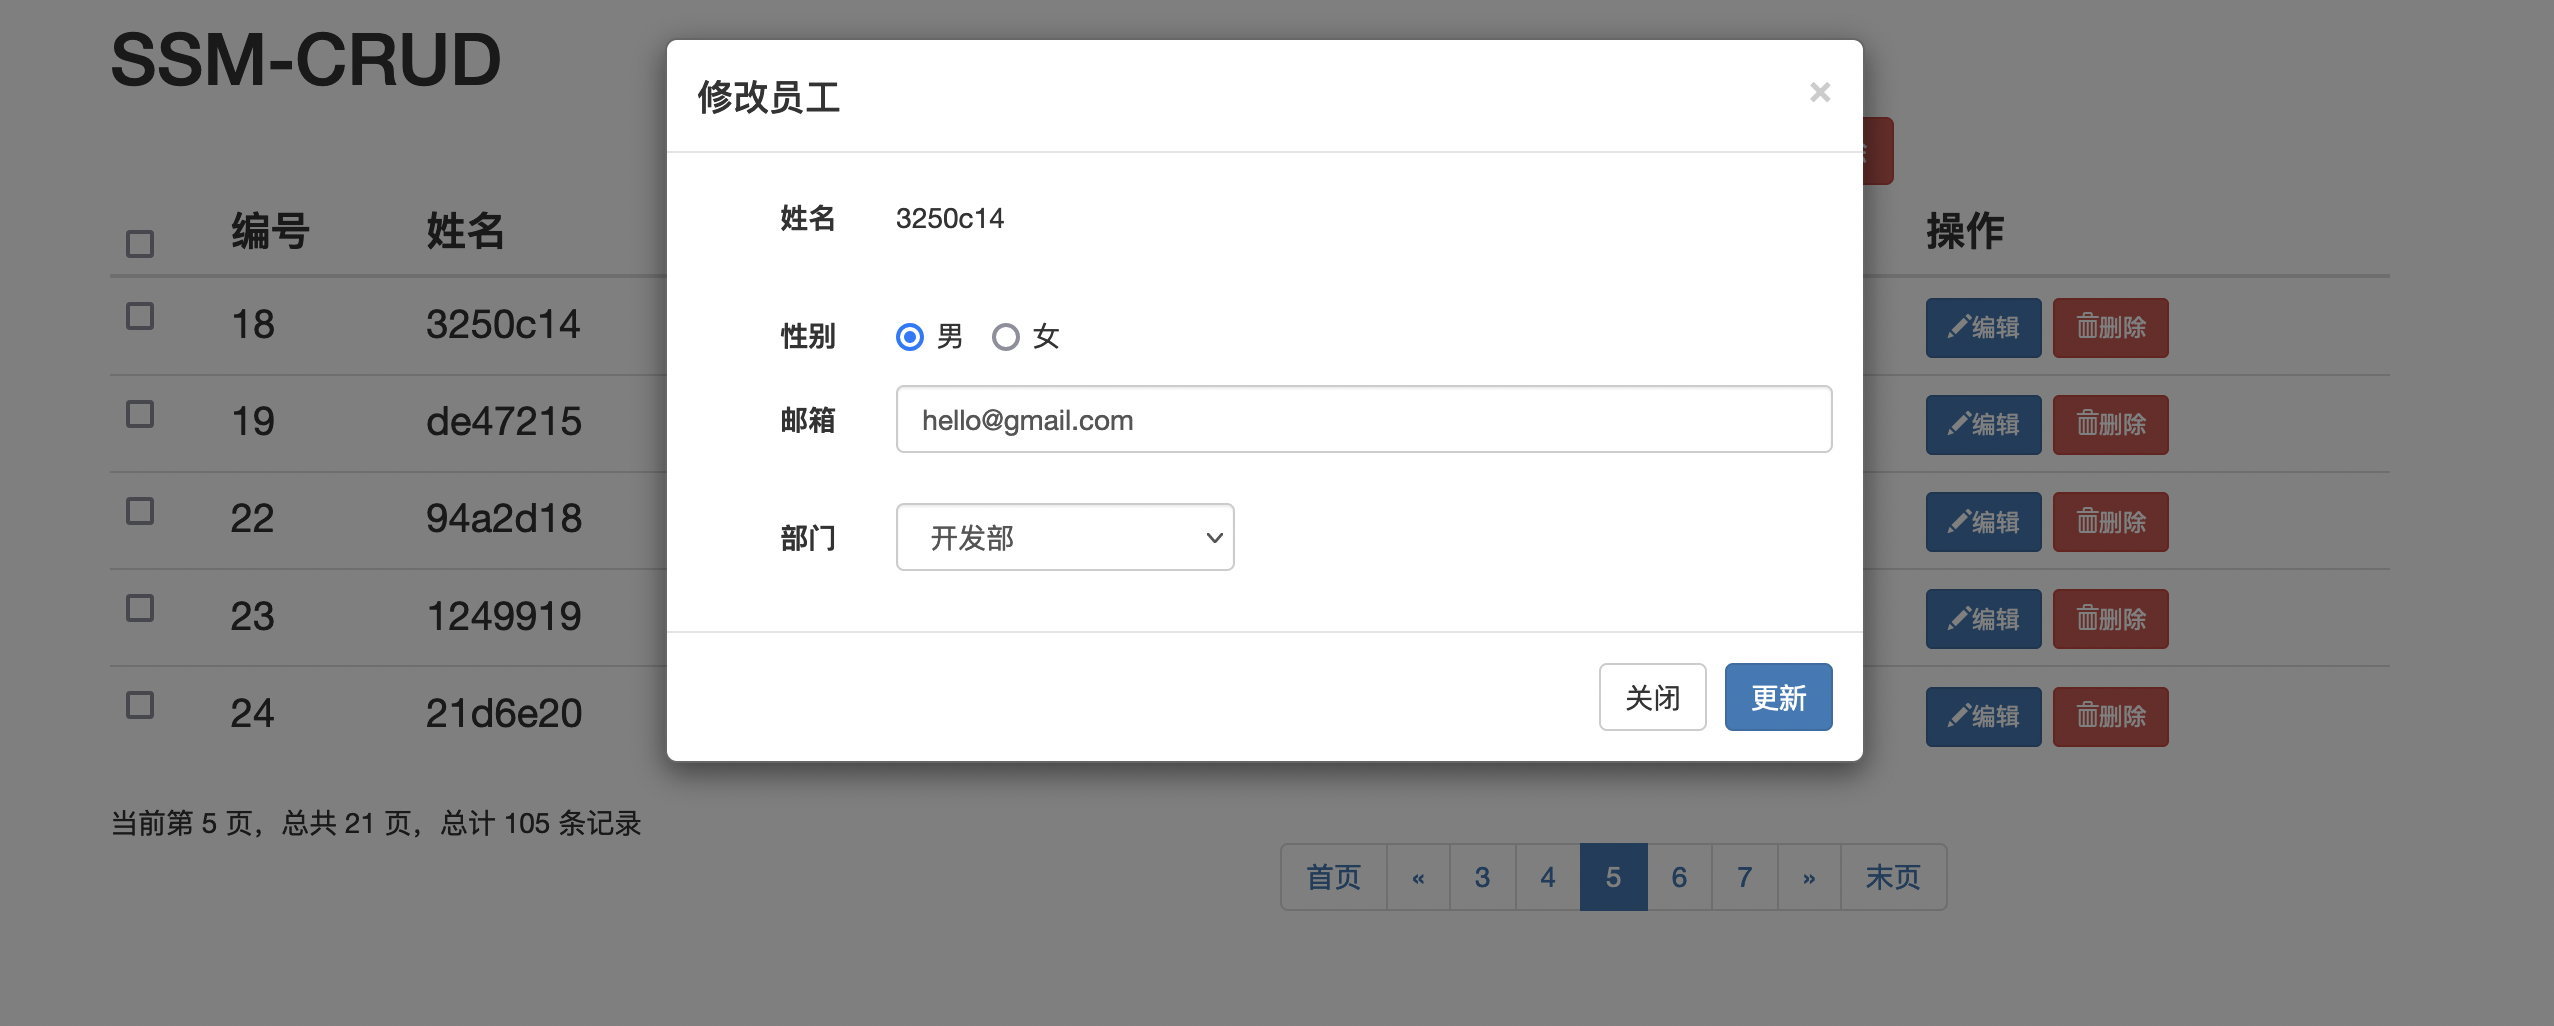 SSM-CRUD
修改员工
×
姓名 3250c14
性别 男 女
邮箱 hello@gmail.com
部门 开发部
关闭 更新
编号 姓名 操作
18 3250c14 编辑 删除
19 de47215 编辑 删除
22 94a2d18 编辑 删除
23 1249919 编辑 删除
24 21d6e20 编辑 删除
当前第 5 页，总共 21 页，总计 105 条记录
首页 « 3 4 5 6 7 » 末页